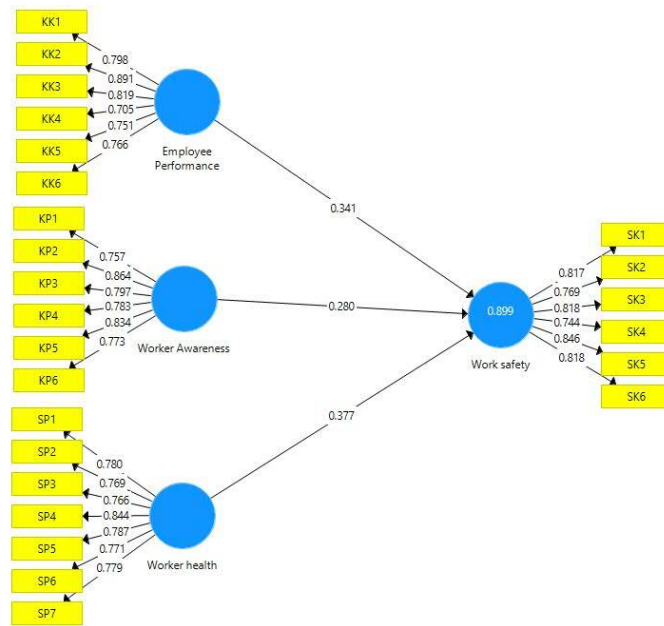 KK1
KK2
KK3
KK4
KK5
KK6
0.798
0.891
0.819
0.705
0.751
0.766
Employee
Performance
0.341
KP1
KP2
KP3
KP4
KP5
KP6
0.757
0.864
0.797
0.783
0.834
0.773
Worker Awareness
0.280
SP1
SP2
SP3
SP4
SP5
SP6
SP7
0.780
0.769
0.766
0.844
0.787
0.771
0.779
Worker health
0.377
0.899
Work safety
0.817
0.769
0.818
0.744
0.846
0.818
SK1
SK2
SK3
SK4
SK5
SK6